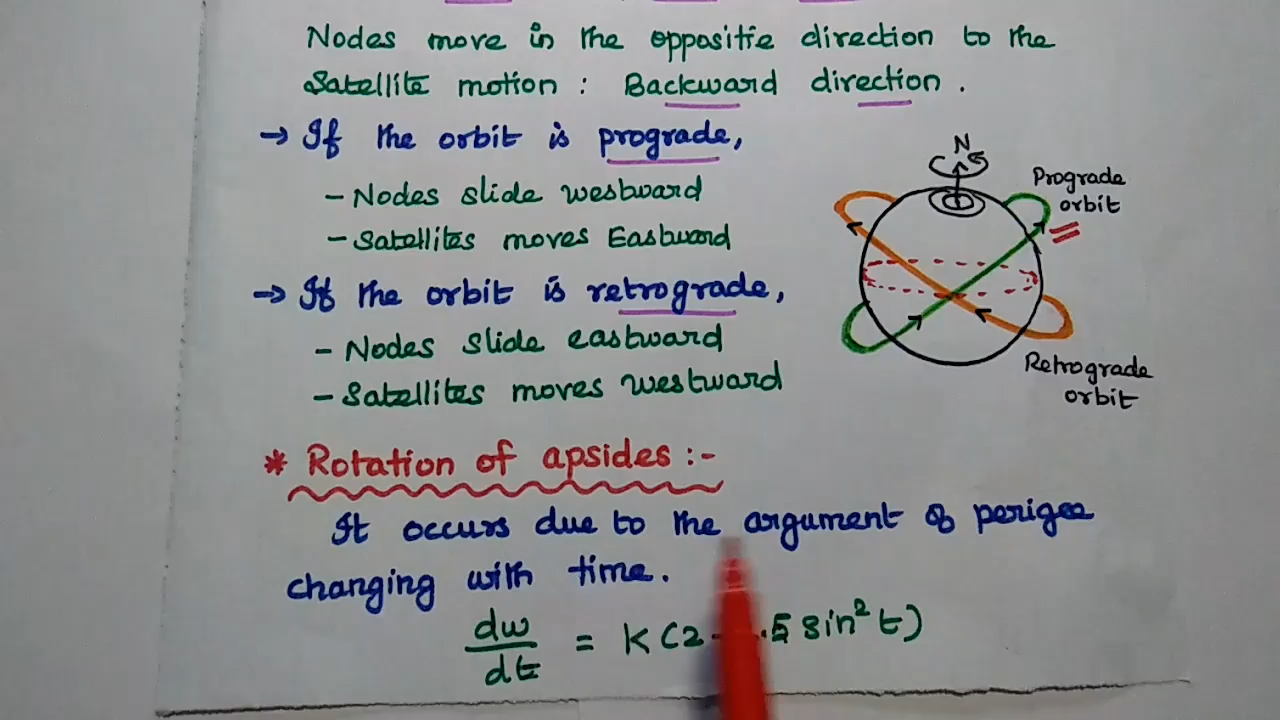 Nodes move in the oppositie direction to the
Satellite motion : Backward direction .
→ If the orbit is prograde,
- Nodes slide westward
- Satellites moves Eastward
→ If the orbit is retrograde,
- Nodes slide eastward
- Satellites moves westward
N
Prograde
orbit
Retrograde
orbit
* Rotation of apsides :-
It occurs due to the argument of perigee
changing with time.
dw
dt
= K (2 .5 sin² t)